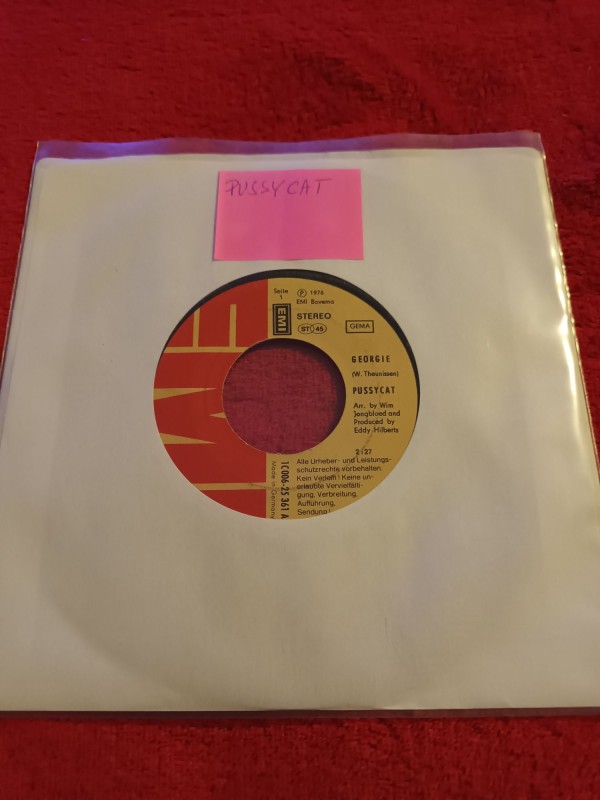 PUSSYCAT
Seite
1
℗ 1976
EMI Bovema
EMI
STEREO
ST 45
GEMA
GEORGIE
(W. Theunissen)
PUSSYCAT
Arr. by Wim
Jongbloed and
Produced by
Eddy Hilberts
2:27
Alle Urheber- und Leistungs-
schutzrechte vorbehalten.
Kein Verleih! Keine un-
erlaubte Vervielfälti-
gung, Verbreitung,
Aufführung,
Sendung!
1C006-25 361 A
Made in Germany
EMI